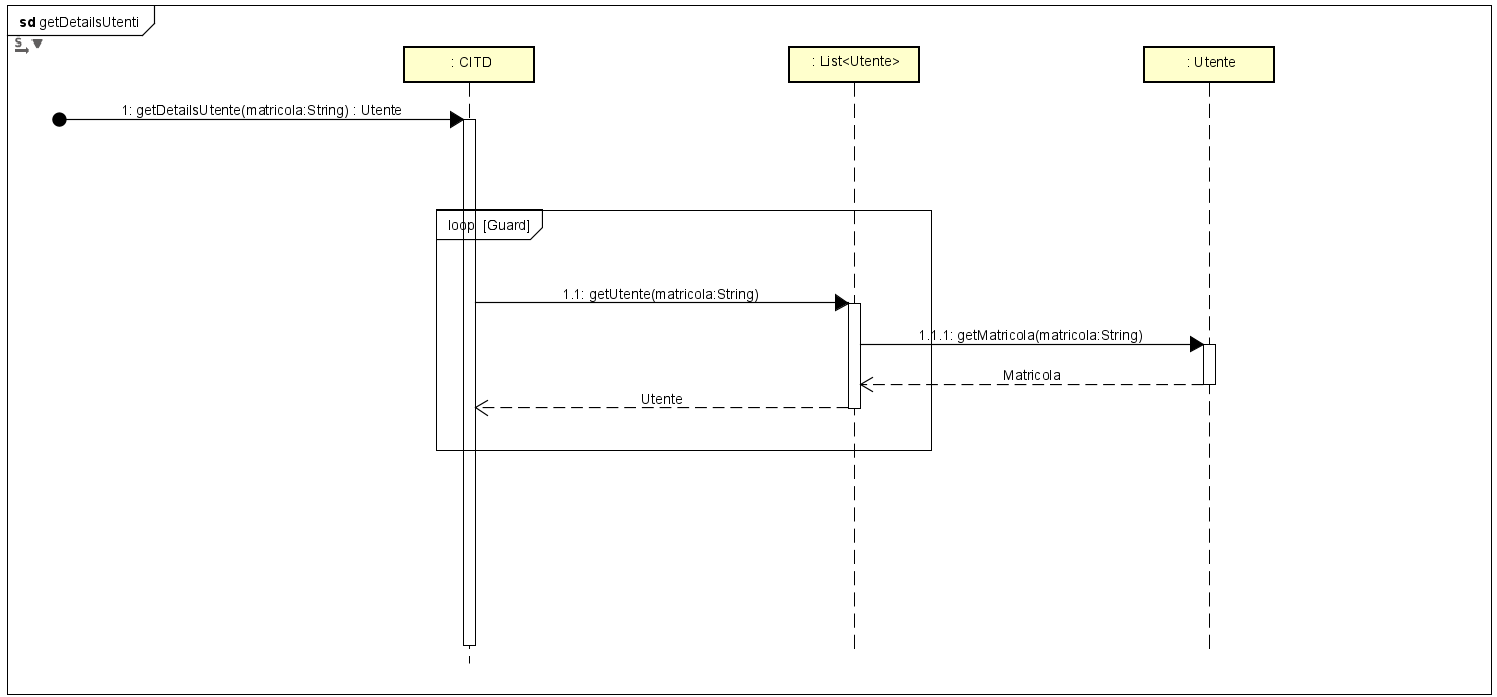 sd getDetailsUtenti
S
: CITD
: List<Utente>
: Utente
1: getDetailsUtente(matricola:String) : Utente
loop [Guard]
1.1: getUtente(matricola:String)
1.1.1: getMatricola(matricola:String)
Matricola
Utente